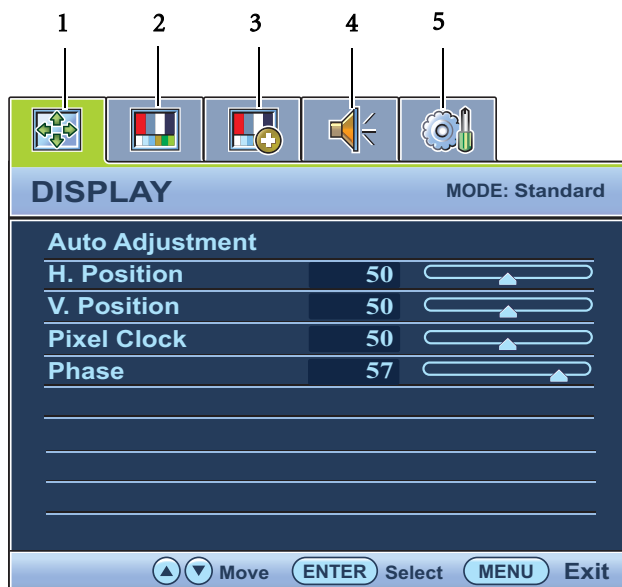 1 2 3 4 5
DISPLAY MODE: Standard
Auto Adjustment
H. Position 50
V. Position 50
Pixel Clock 50
Phase 57
Move ENTER Select MENU Exit